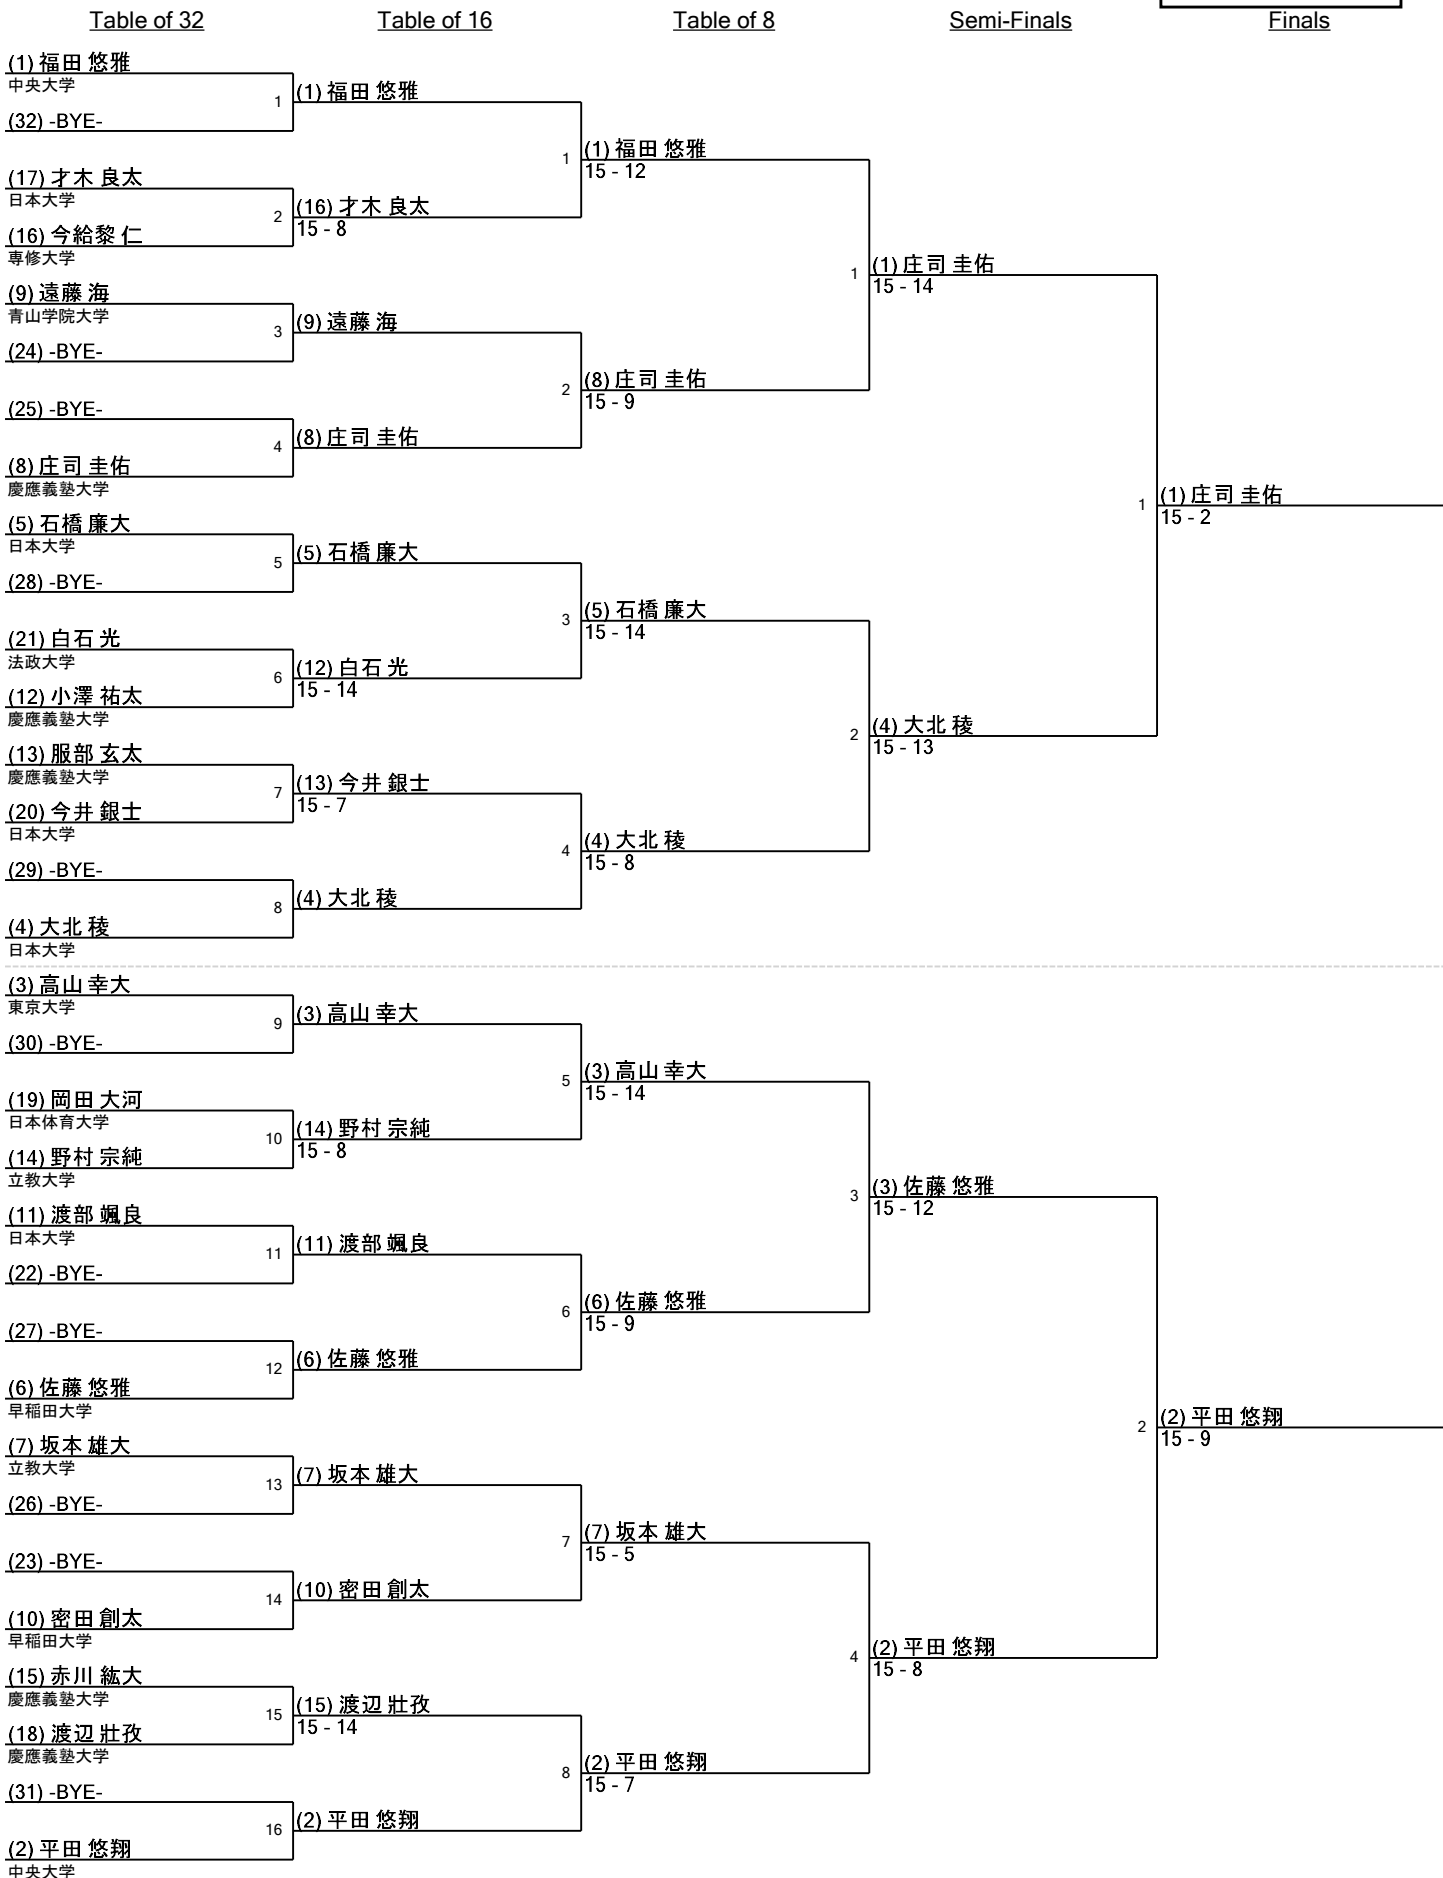 Table of 32
Table of 16
Table of 8
Semi-Finals
Finals
(1) 福田 悠雅
中央大学
1
(32) -BYE-
(17) 才木 良太
日本大学
2
(16) 今給黎 仁
専修大学
(9) 遠藤 海
青山学院大学
3
(24) -BYE-
(25) -BYE-
4
(8) 庄司 圭佑
慶應義塾大学
(5) 石橋 廉大
日本大学
5
(28) -BYE-
(21) 白石 光
法政大学
6
(12) 小澤 祐太
慶應義塾大学
(13) 服部 玄太
慶應義塾大学
7
(20) 今井 銀士
日本大学
(29) -BYE-
8
(4) 大北 稜
日本大学
(3) 高山 幸大
東京大学
9
(30) -BYE-
(19) 岡田 大河
日本体育大学
10
(14) 野村 宗純
立教大学
(11) 渡部 颯良
日本大学
11
(22) -BYE-
(27) -BYE-
12
(6) 佐藤 悠雅
早稲田大学
(7) 坂本 雄大
立教大学
13
(26) -BYE-
(23) -BYE-
14
(10) 密田 創太
早稲田大学
(15) 赤川 紘大
慶應義塾大学
15
(18) 渡辺 壯孜
慶應義塾大学
(31) -BYE-
16
(2) 平田 悠翔
中央大学
(1) 福田 悠雅
1
(16) 才木 良太
15 - 8
(9) 遠藤 海
2
(8) 庄司 圭佑
(5) 石橋 廉大
3
(12) 白石 光
15 - 14
(13) 今井 銀士
15 - 7
4
(4) 大北 稜
(3) 高山 幸大
5
(14) 野村 宗純
15 - 8
(11) 渡部 颯良
6
(6) 佐藤 悠雅
(7) 坂本 雄大
7
(10) 密田 創太
(15) 渡辺 壯孜
15 - 14
8
(2) 平田 悠翔
(1) 福田 悠雅
15 - 12
1
(8) 庄司 圭佑
15 - 9
(5) 石橋 廉大
15 - 14
2
(4) 大北 稜
15 - 8
(3) 高山 幸大
15 - 14
3
(6) 佐藤 悠雅
15 - 9
(7) 坂本 雄大
15 - 5
4
(2) 平田 悠翔
15 - 7
(1) 庄司 圭佑
15 - 14
1
(4) 大北 稜
15 - 13
(3) 佐藤 悠雅
15 - 12
2
(2) 平田 悠翔
15 - 8
(1) 庄司 圭佑
15 - 2
(2) 平田 悠翔
15 - 9